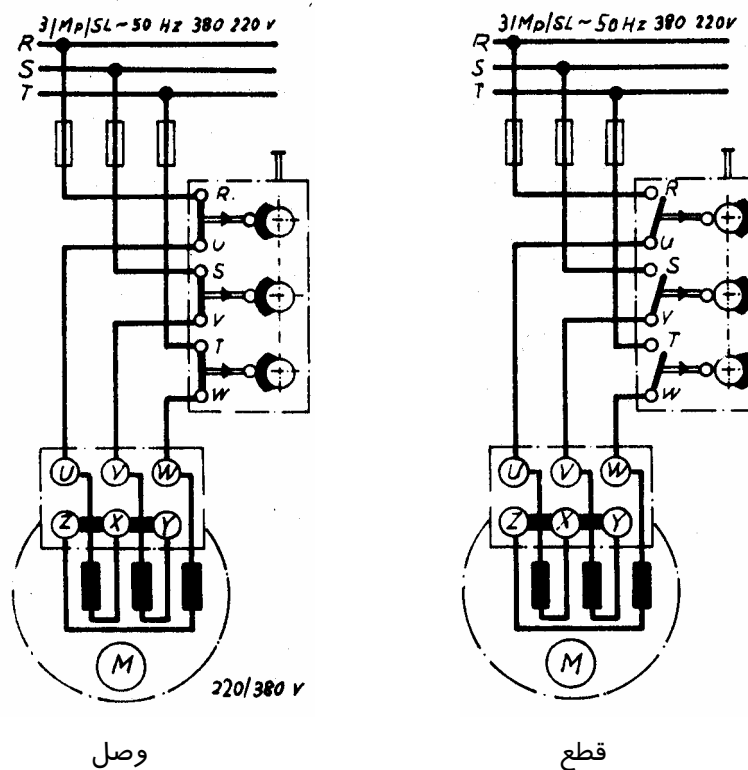 3/Mp/SL ~ 50 Hz 380 220 v
R
S
T
R.
U
S
V
T
W
U V W
Z X Y
M
220/380 v
وصل
3/Mp/SL ~ 50 Hz 380 220v
R
S
T
R
U
S
V
T
W
U V W
Z X Y
M
قطع